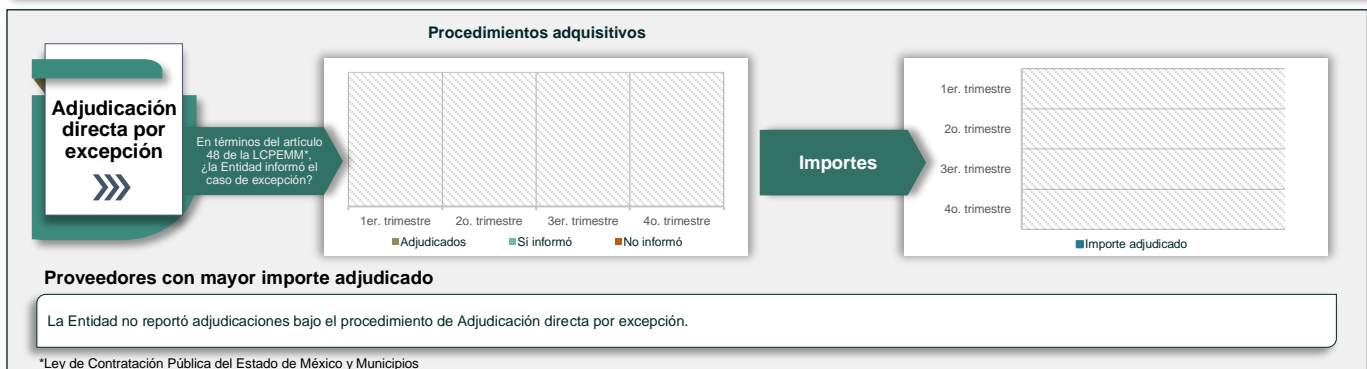 Procedimientos adquisitivos
Adjudicación
directa por
excepción
En términos del artículo
48 de la LCPEMM*,
¿la Entidad informó el
caso de excepción?
1er. trimestre 2o. trimestre 3er. trimestre 4o. trimestre
Adjudicados Sí informó No informó
Importes
1er. trimestre
2o. trimestre
3er. trimestre
4o. trimestre
Importe adjudicado
Proveedores con mayor importe adjudicado
La Entidad no reportó adjudicaciones bajo el procedimiento de Adjudicación directa por excepción.
*Ley de Contratación Pública del Estado de México y Municipios